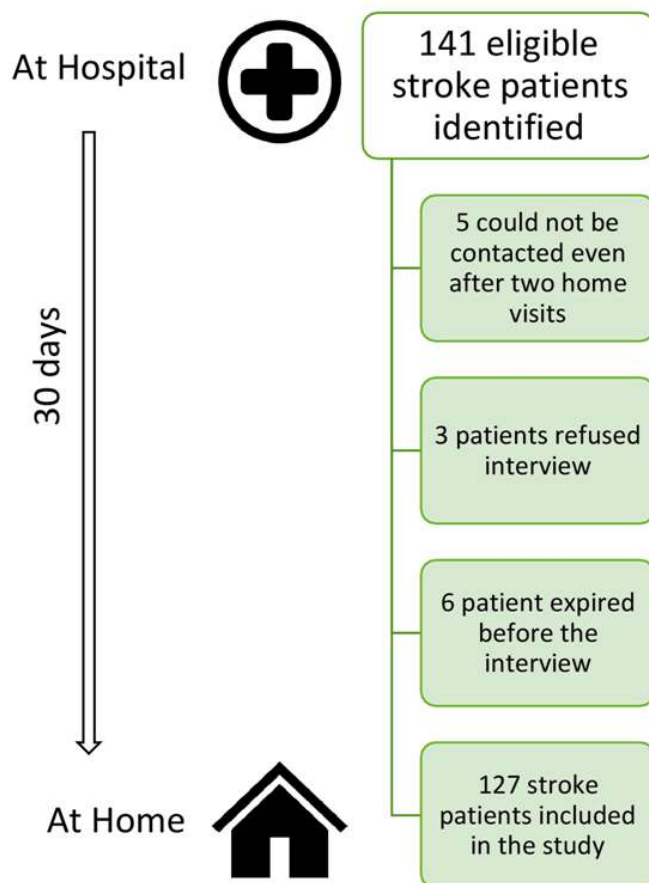 At Hospital
141 eligible
stroke patients
identified
5 could not be
contacted even
after two home
visits
30 days
3 patients refused
interview
6 patient expired
before the
interview
At Home
127 stroke
patients included
in the study